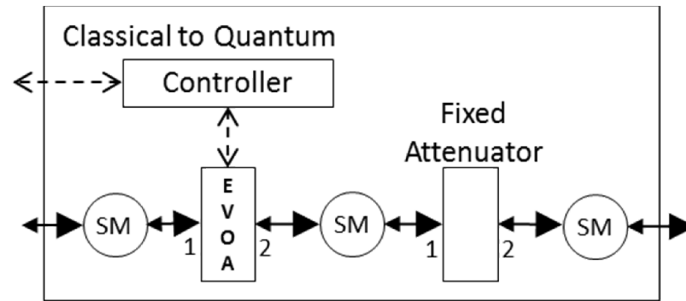 Classical to Quantum
Controller
Fixed
Attenuator
E
V
O
A
SM
1
2
SM
1
2
SM